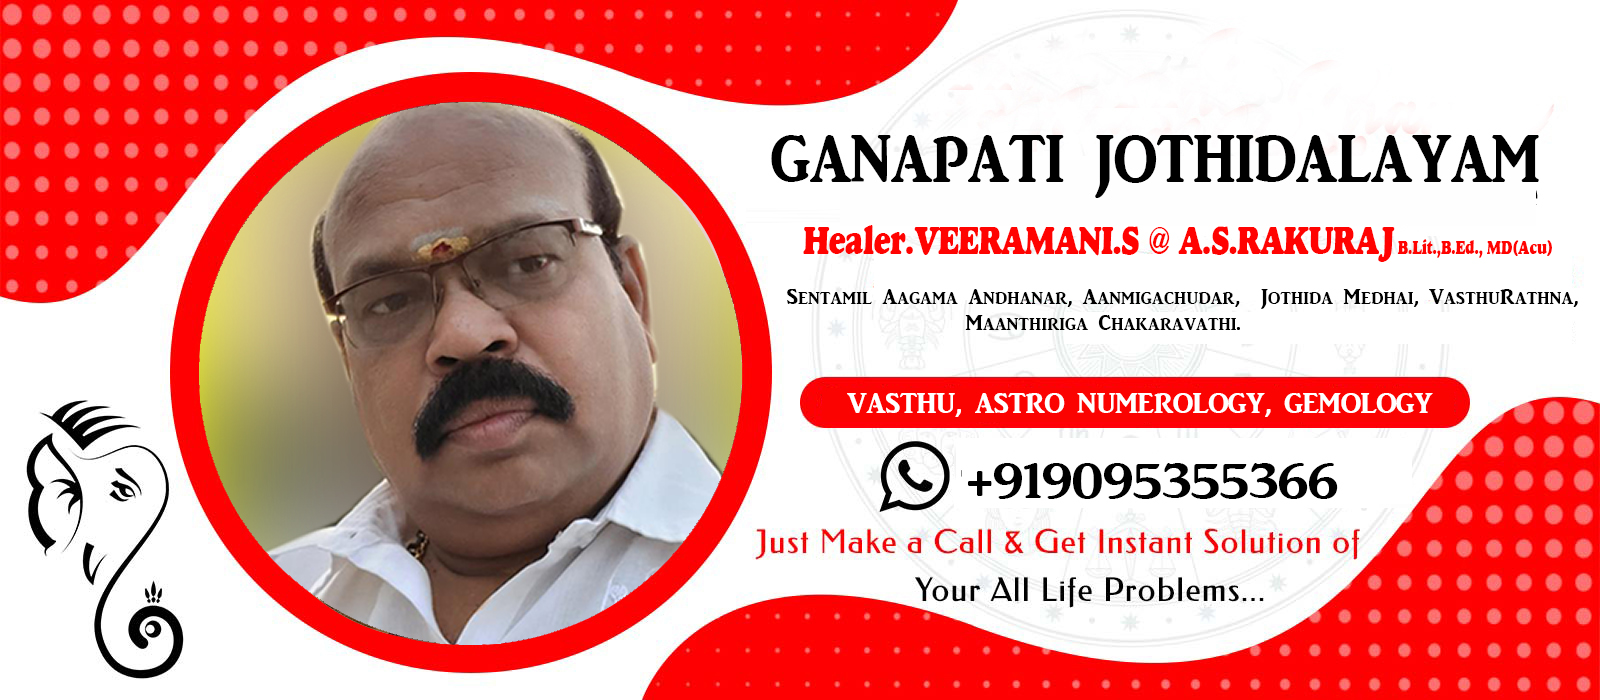 GANAPATI JOTHIDALAYAM
Healer.VEERAMANI.S @ A.S.RAKURAJ B.Lit.,B.Ed., MD(Acu)
Sentamil Aagama Andhanar, Aanmigachudar, Jothida Medhai, VasthuRathna,
Maanthiriga Chakaravathi.
VASTHU, ASTRO NUMEROLOGY, GEMOLOGY
+919095355366
Just Make a Call & Get Instant Solution of
Your All Life Problems...